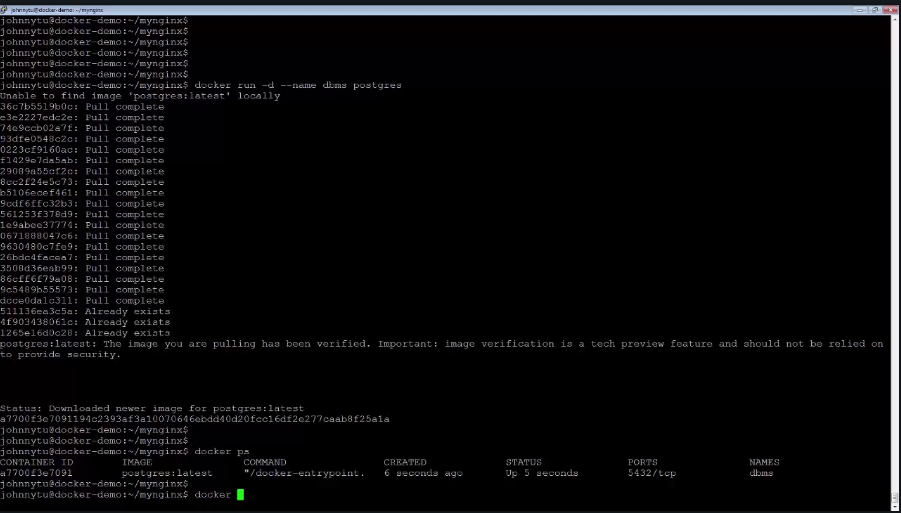 johnnytu@docker-demo: ~/mynginx
johnnytu@docker-demo:~/mynginx$
johnnytu@docker-demo:~/mynginx$
johnnytu@docker-demo:~/mynginx$
johnnytu@docker-demo:~/mynginx$
johnnytu@docker-demo:~/mynginx$
johnnytu@docker-demo:~/mynginx$
johnnytu@docker-demo:~/mynginx$ docker run -d --name dbms postgres
Unable to find image 'postgres:latest' locally
36c7b5519b0c: Pull complete
e3e2227edc2e: Pull complete
74e9ccb02a7f: Pull complete
93dfe0548c2c: Pull complete
0223cf9160ac: Pull complete
f1429e7da5ab: Pull complete
29089a55cf2c: Pull complete
8cc2f24e5c73: Pull complete
b5106ecef461: Pull complete
9cdf6ffc32b3: Pull complete
561253f378d9: Pull complete
1e9abee37774: Pull complete
0671888047c6: Pull complete
9630480c7fe9: Pull complete
26bdc4facea7: Pull complete
3508d36eab99: Pull complete
86cff6f79a08: Pull complete
9c5489b55573: Pull complete
dcce0da1c311: Pull complete
511136ea3c5a: Already exists
4f903438061c: Already exists
1265e16d0c28: Already exists
postgres:latest: The image you are pulling has been verified. Important: image verification is a tech preview feature and should not be relied on
to provide security.
Status: Downloaded newer image for postgres:latest
a7700f3e7091194c2393af3a10070646ebdd40d20fcc16df2e277caab8f25a1a
johnnytu@docker-demo:~/mynginx$
johnnytu@docker-demo:~/mynginx$
johnnytu@docker-demo:~/mynginx$ docker ps
CONTAINER ID IMAGE COMMAND CREATED STATUS PORTS NAMES
a7700f3e7091 postgres:latest "/docker-entrypoint. 6 seconds ago Up 5 seconds 5432/tcp dbms
johnnytu@docker-demo:~/mynginx$
johnnytu@docker-demo:~/mynginx$ docker